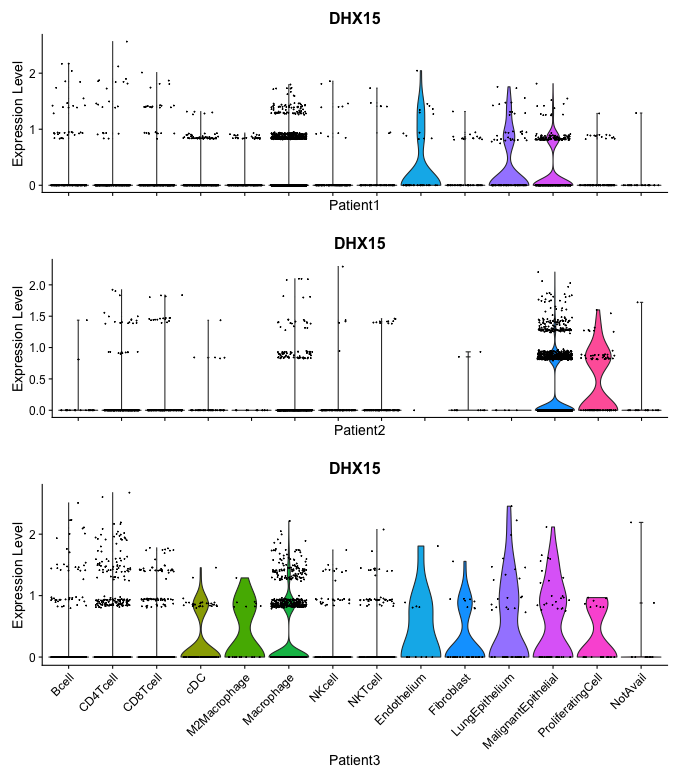 DHX15
Expression Level
2
1
0
Patient1
DHX15
Expression Level
2.0
1.5
1.0
0.5
0.0
Patient2
DHX15
Expression Level
2
1
0
Bcell
CD4Tcell
CD8Tcell
cDC
M2Macrophage
Macrophage
NKcell
NKTcell
Endothelium
Fibroblast
LungEpithelium
MalignantEpithelial
ProliferatingCell
NotAvail
Patient3